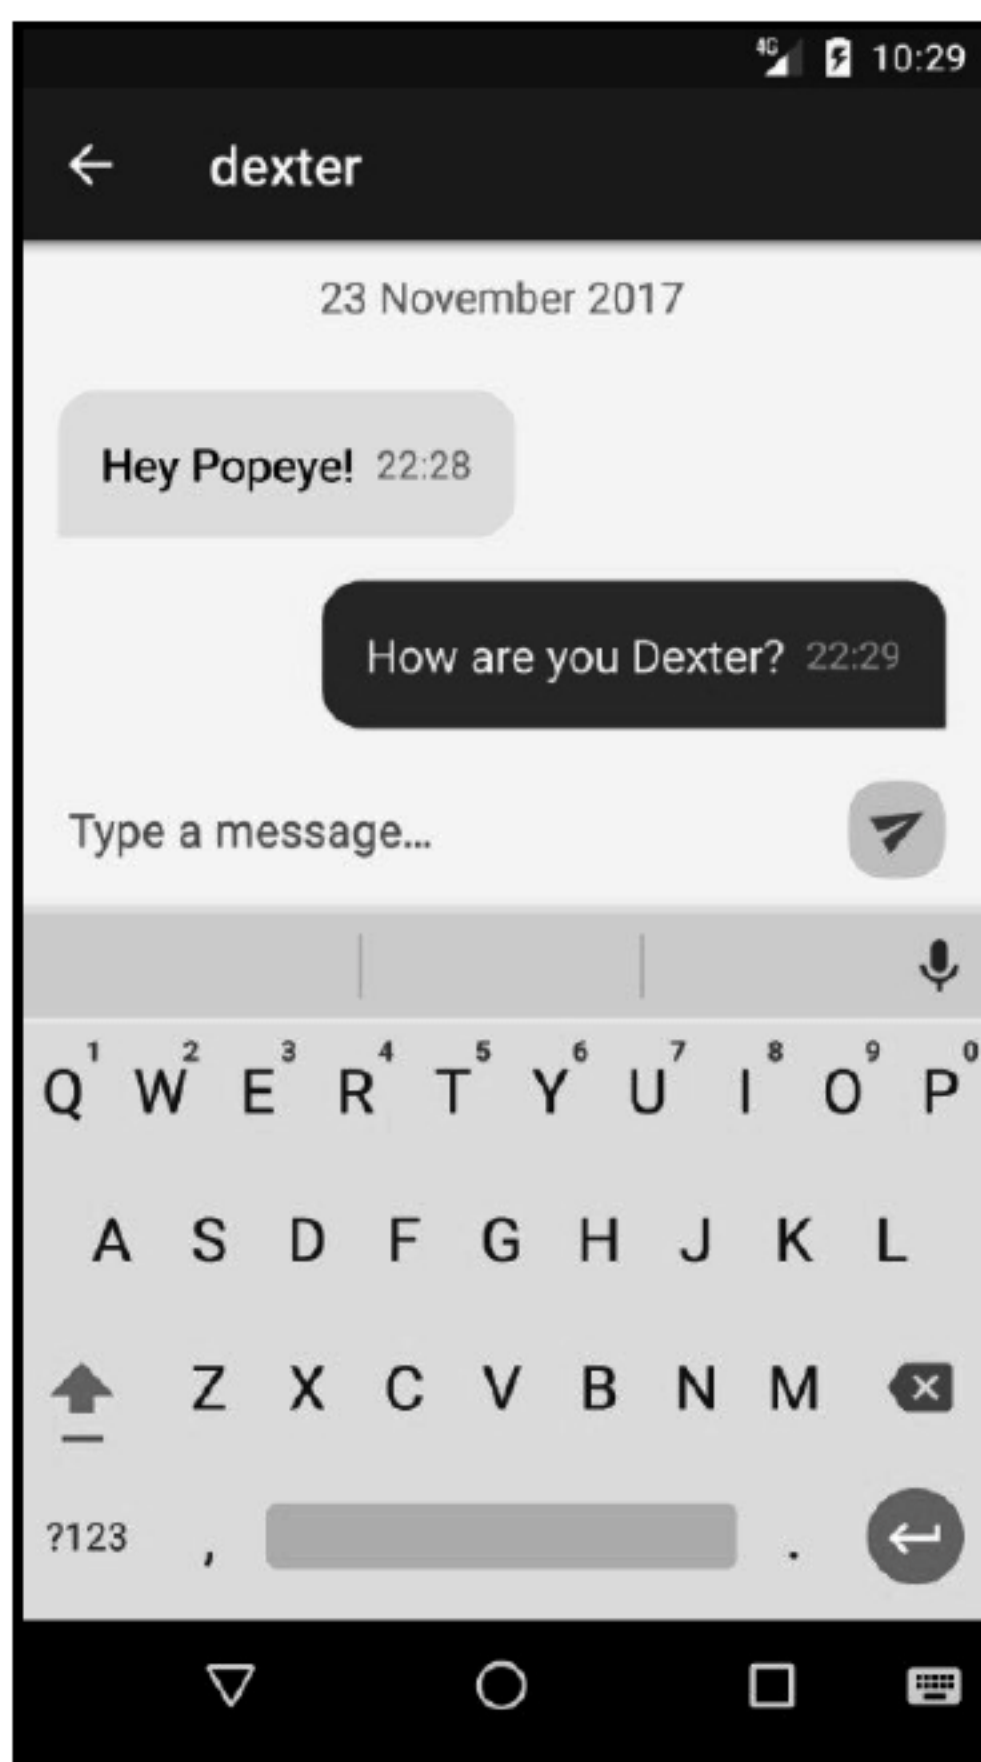 4G 10:29
dexter
23 November 2017
Hey Popeye! 22:28
How are you Dexter? 22:29
Type a message...
1 2 3 4 5 6 7 8 9 0
Q W E R T Y U I O P
A S D F G H J K L
Z X C V B N M
?123 , .